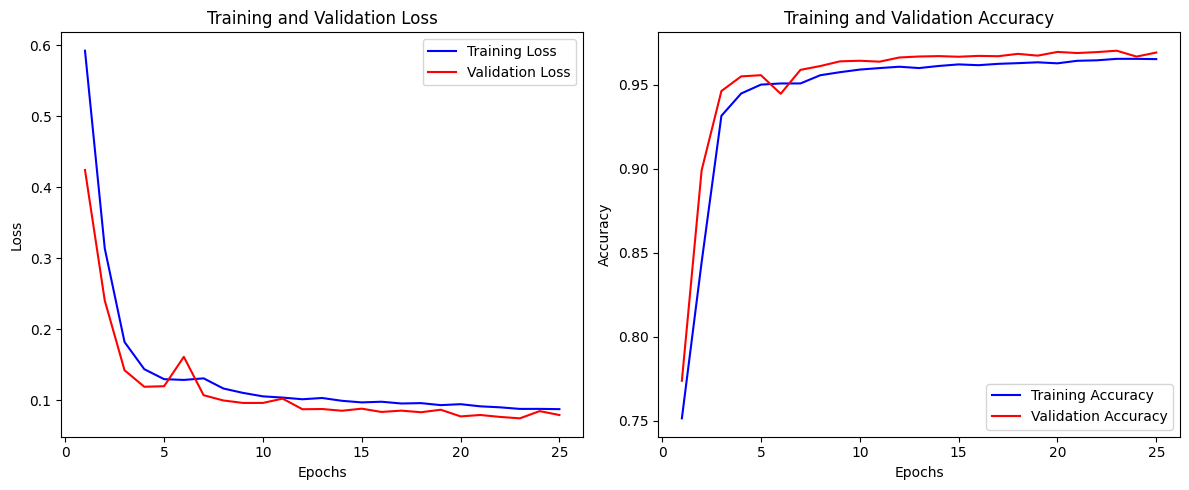 Training and Validation Loss
Training Loss
Validation Loss
0.6
0.5
0.4
0.3
0.2
0.1
Loss
0
5
10
15
20
25
Epochs
Training and Validation Accuracy
0.95
0.90
0.85
0.80
0.75
Accuracy
Training Accuracy
Validation Accuracy
0
5
10
15
20
25
Epochs